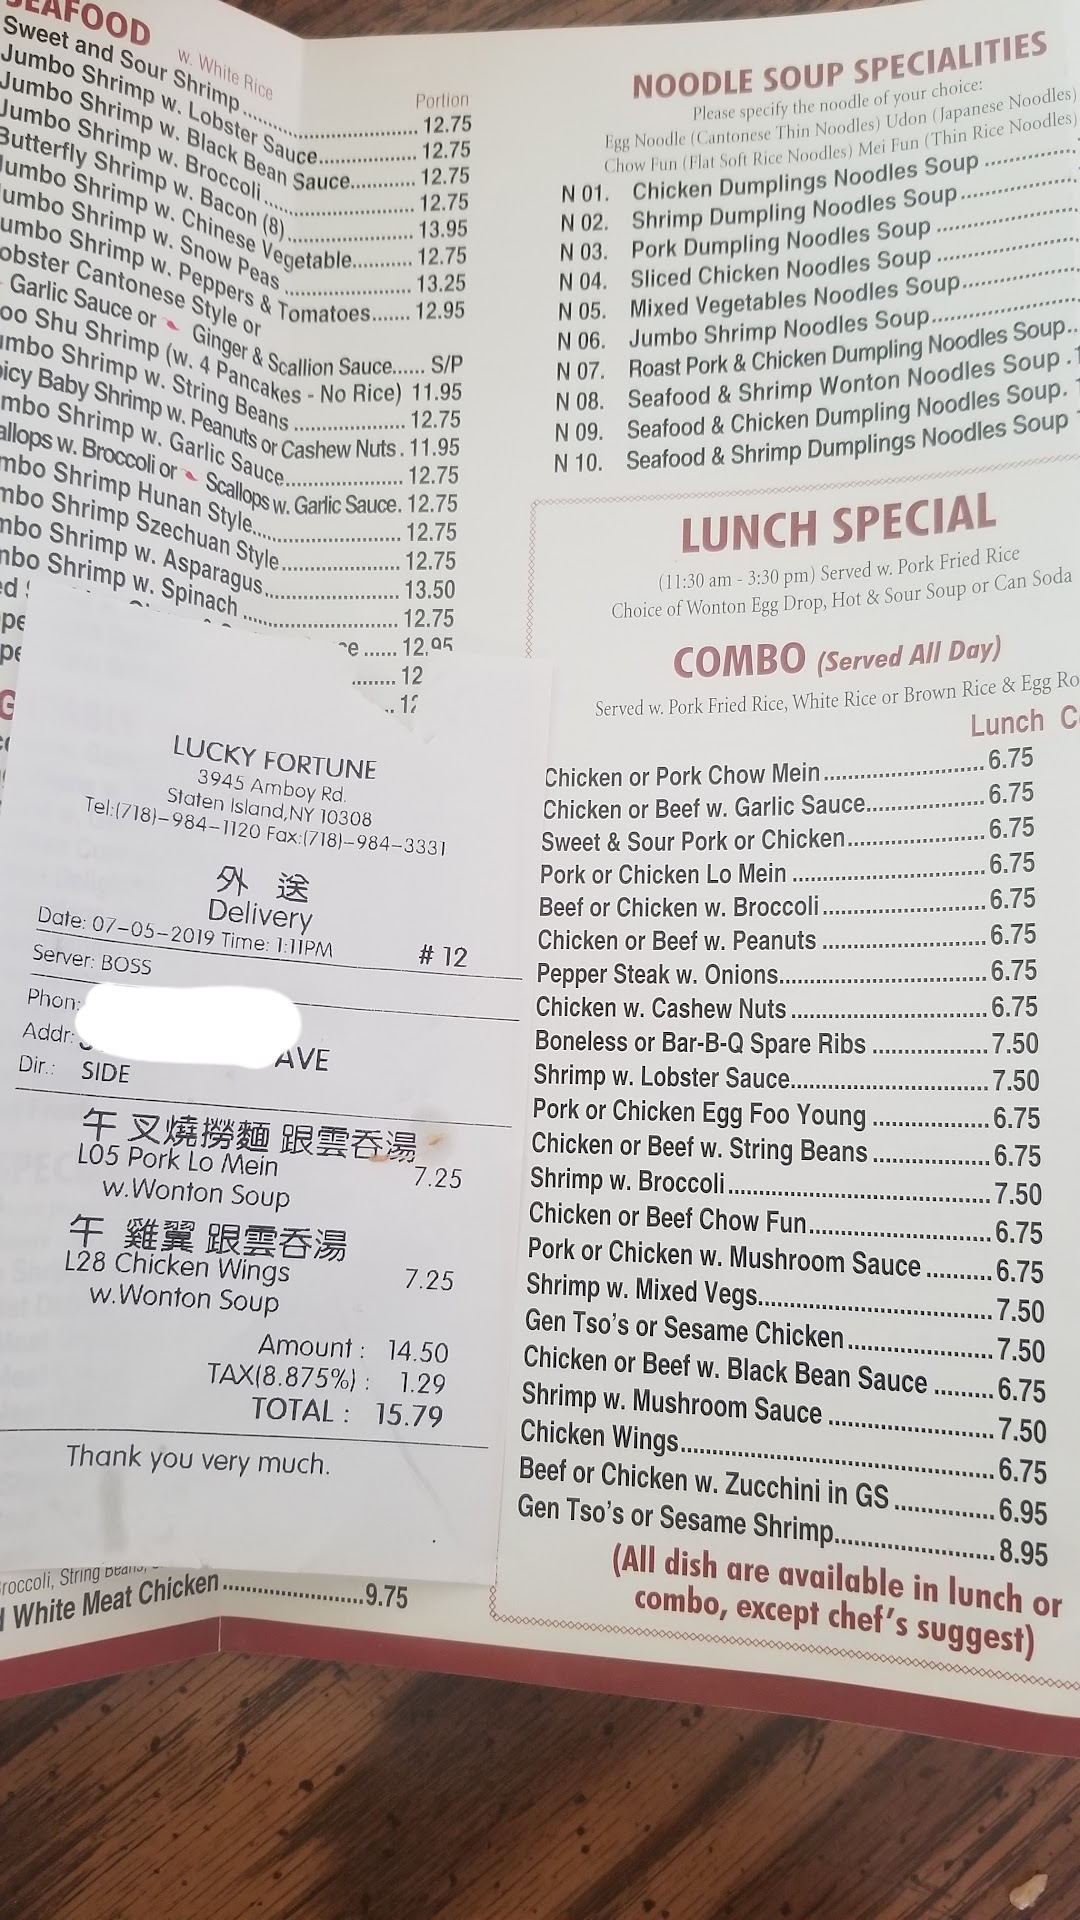 SEAFOOD
w. White Rice
Portion
Sweet and Sour Shrimp ........ 12.75
Jumbo Shrimp w. Lobster Sauce........ 12.75
Jumbo Shrimp w. Black Bean Sauce........ 12.75
Jumbo Shrimp w. Broccoli ........ 12.75
Butterfly Shrimp w. Bacon (8) ........ 13.95
Jumbo Shrimp w. Chinese Vegetable........ 12.75
Jumbo Shrimp w. Snow Peas ........ 13.25
Jumbo Shrimp w. Peppers & Tomatoes....... 12.95
Lobster Cantonese Style or
Garlic Sauce or Ginger & Scallion Sauce...... S/P
oo Shu Shrimp (w. 4 Pancakes - No Rice) 11.95
umbo Shrimp w. String Beans ........ 12.75
picy Baby Shrimp w. Peanuts or Cashew Nuts . 11.95
mbo Shrimp w. Garlic Sauce........ 12.75
allops w. Broccoli or Scallops w. Garlic Sauce. 12.75
mbo Shrimp Hunan Style........ 12.75
mbo Shrimp Szechuan Style........ 12.75
mbo Shrimp w. Asparagus........ 13.50
mbo Shrimp w. Spinach ........ 12.75
ce ...... 12.95
........ 12
.. 12
LUCKY FORTUNE
3945 Amboy Rd.
Staten Island,NY 10308
Tel:(718)-984-1120 Fax:(718)-984-3331
外 送
Delivery
Date: 07-05-2019 Time: 1:11PM # 12
Server: BOSS
Phon:
Addr: AVE
Dir.: SIDE
午 叉燒撈麵 跟雲吞湯
L05 Pork Lo Mein 7.25
w.Wonton Soup
午 雞翼 跟雲吞湯
L28 Chicken Wings 7.25
w.Wonton Soup
Amount : 14.50
TAX(8.875%) : 1.29
TOTAL : 15.79
Thank you very much.
roccoli, String Beans,
White Meat Chicken ........9.75
NOODLE SOUP SPECIALITIES
Please specify the noodle of your choice:
Egg Noodle (Cantonese Thin Noodles) Udon (Japanese Noodles)
Chow Fun (Flat Soft Rice Noodles) Mei Fun (Thin Rice Noodles)
N 01. Chicken Dumplings Noodles Soup ........
N 02. Shrimp Dumpling Noodles Soup........
N 03. Pork Dumpling Noodles Soup ........
N 04. Sliced Chicken Noodles Soup ........
N 05. Mixed Vegetables Noodles Soup........
N 06. Jumbo Shrimp Noodles Soup........
N 07. Roast Pork & Chicken Dumpling Noodles Soup..
N 08. Seafood & Shrimp Wonton Noodles Soup .
N 09. Seafood & Chicken Dumpling Noodles Soup.
N 10. Seafood & Shrimp Dumplings Noodles Soup
LUNCH SPECIAL
(11:30 am - 3:30 pm) Served w. Pork Fried Rice
Choice of Wonton Egg Drop, Hot & Sour Soup or Can Soda
COMBO (Served All Day)
Served w. Pork Fried Rice, White Rice or Brown Rice & Egg Ro
Lunch C
Chicken or Pork Chow Mein........ 6.75
Chicken or Beef w. Garlic Sauce........ 6.75
Sweet & Sour Pork or Chicken........ 6.75
Pork or Chicken Lo Mein ........ 6.75
Beef or Chicken w. Broccoli........ 6.75
Chicken or Beef w. Peanuts ........ 6.75
Pepper Steak w. Onions........ 6.75
Chicken w. Cashew Nuts ........ 6.75
Boneless or Bar-B-Q Spare Ribs ........ 7.50
Shrimp w. Lobster Sauce........ 7.50
Pork or Chicken Egg Foo Young ........ 6.75
Chicken or Beef w. String Beans ........ 6.75
Shrimp w. Broccoli........ 7.50
Chicken or Beef Chow Fun........ 6.75
Pork or Chicken w. Mushroom Sauce ........ 6.75
Shrimp w. Mixed Vegs........ 7.50
Gen Tso's or Sesame Chicken........ 7.50
Chicken or Beef w. Black Bean Sauce ........ 6.75
Shrimp w. Mushroom Sauce ........ 7.50
Chicken Wings........ 6.75
Beef or Chicken w. Zucchini in GS ........ 6.95
Gen Tso's or Sesame Shrimp........ 8.95
(All dish are available in lunch or
combo, except chef's suggest)